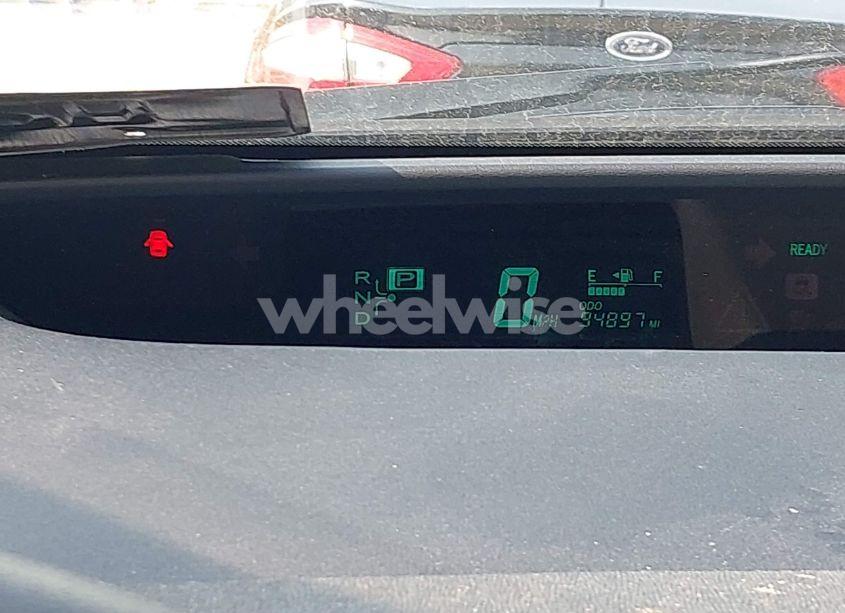 Ford
READY
R P
N
D
0 MPH
E F
ODO
94897 MI
wheelwise